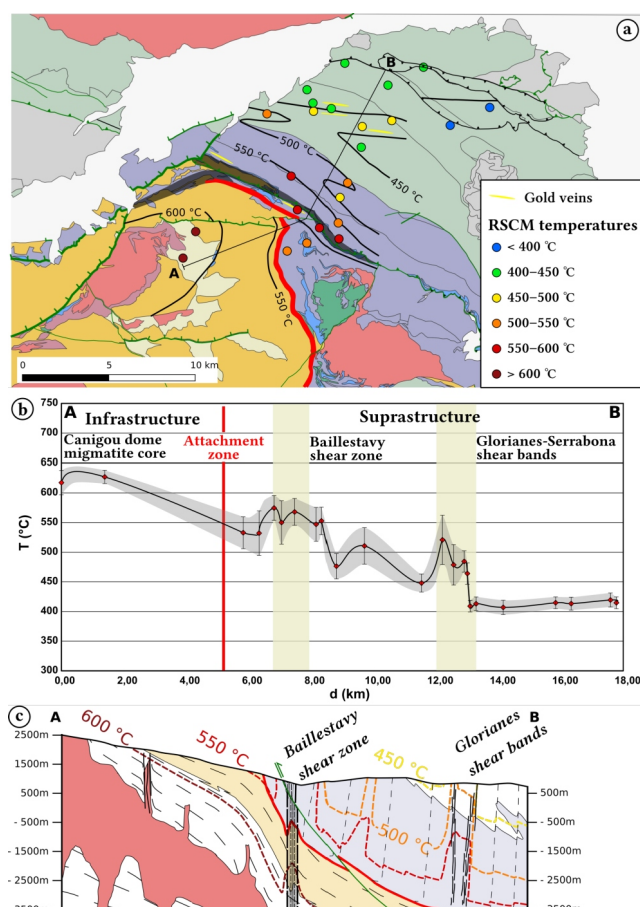 a
B
500 °C
550 °C
450 °C
600 °C
A
550 °C
0 5 10 km
Gold veins
RSCM temperatures
< 400 °C
400–450 °C
450–500 °C
500–550 °C
550–600 °C
> 600 °C
b
750
700
650
600
550
500
450
400
350
300
T (°C)
A B
Infrastructure Suprastructure
Canigou dome
migmatite core
Attachment
zone
Baillestavy
shear zone
Glorianes-Serrabona
shear bands
0,00 2,00 4,00 6,00 8,00 10,00 12,00 14,00 16,00 18,00
d (km)
c
A B
600 °C
550 °C
Baillestavy
shear zone
450 °C
Glorianes
shear bands
500 °C
2500m
1500m
500m
- 500m
- 1500m
- 2500m
- 3500m
500m
-500m
-1500m
-2500m